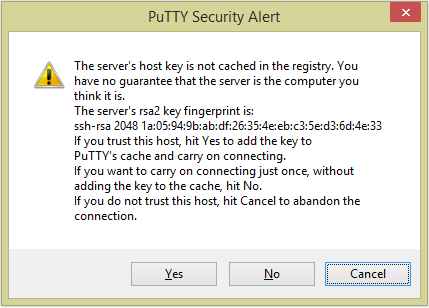 PuTTY Security Alert
The server's host key is not cached in the registry. You
have no guarantee that the server is the computer you
think it is.
The server's rsa2 key fingerprint is:
ssh-rsa 2048 1a:05:94:9b:ab:df:26:35:4e:eb:c3:5e:d3:6d:4e:33
If you trust this host, hit Yes to add the key to
PuTTY's cache and carry on connecting.
If you want to carry on connecting just once, without
adding the key to the cache, hit No.
If you do not trust this host, hit Cancel to abandon the
connection.
Yes No Cancel